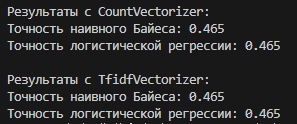 Результаты с CountVectorizer:
Точность наивного Байеса: 0.465
Точность логистической регрессии: 0.465
Результаты с TfidfVectorizer:
Точность наивного Байеса: 0.465
Точность логистической регрессии: 0.465